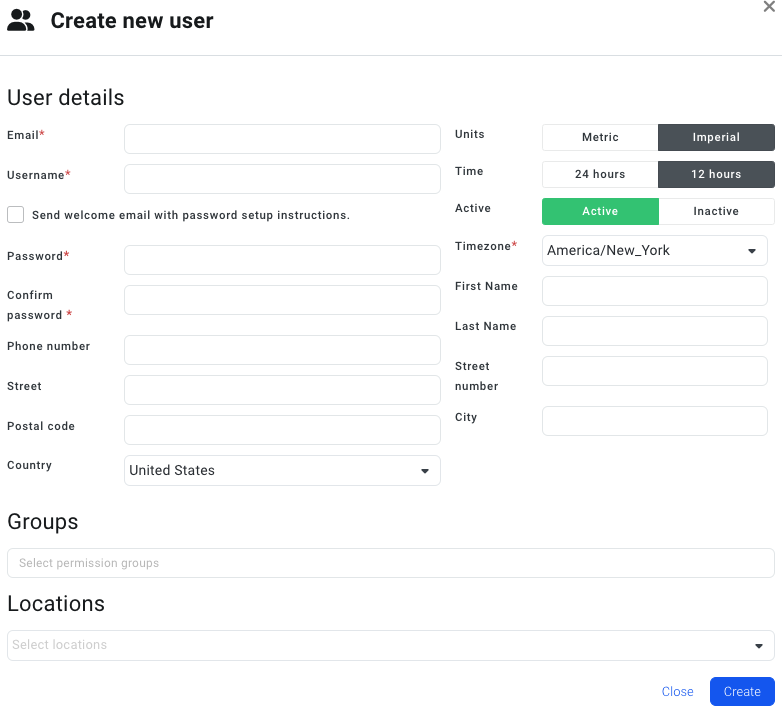 Create new user
User details
Email*
Username*
Send welcome email with password setup instructions.
Password*
Confirm
password *
Phone number
Street
Postal code
Country
United States
Units
Metric
Imperial
Time
24 hours
12 hours
Active
Active
Inactive
Timezone*
America/New_York
First Name
Last Name
Street
number
City
Groups
Select permission groups
Locations
Select locations
Close
Create